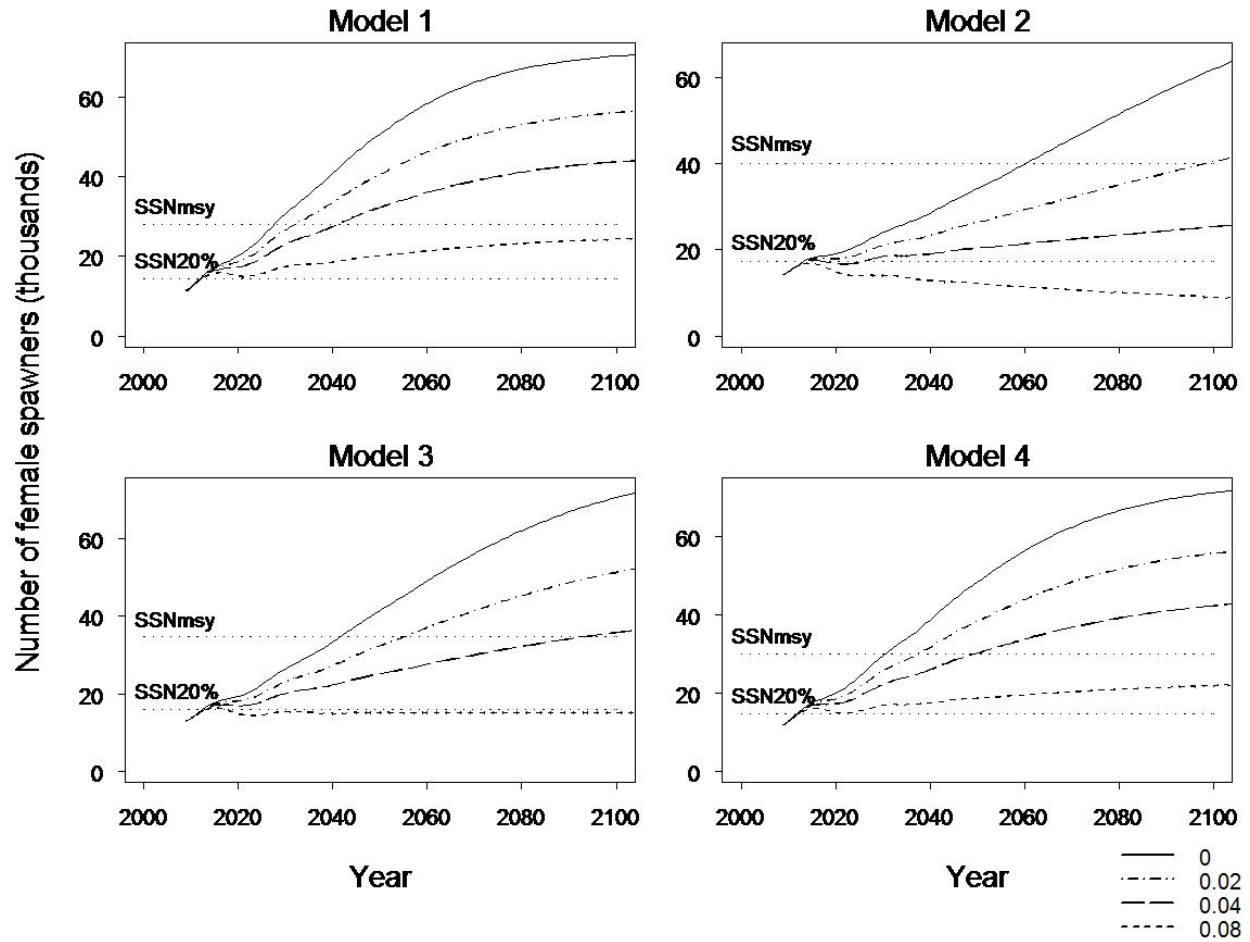 Model 1
Model 2
Number of female spawners (thousands)
60
40
20
0
SSNmsy
SSN20%
2000 2020 2040 2060 2080 2100
60
40
20
0
SSNmsy
SSN20%
2000 2020 2040 2060 2080 2100
Model 3
Model 4
60
40
20
0
SSNmsy
SSN20%
2000 2020 2040 2060 2080 2100
60
40
20
0
SSNmsy
SSN20%
2000 2020 2040 2060 2080 2100
Year
Year
0
0.02
0.04
0.08